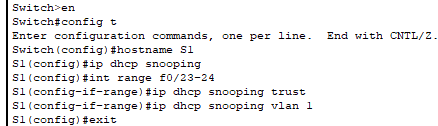 Switch>en
Switch#config t
Enter configuration commands, one per line.  End with CNTL/Z.
Switch(config)#hostname S1
S1(config)#ip dhcp snooping
S1(config)#int range f0/23-24
S1(config-if-range)#ip dhcp snooping trust
S1(config-if-range)#ip dhcp snooping vlan 1
S1(config)#exit